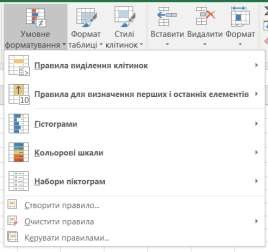 Умовне форматування
Формат таблиці
Стилі клітинок
Вставити
Видалити
Формат
Правила виділення клітинок
Правила для визначення перших і останніх елементів
10
Гістограми
Кольорові шкали
Набори піктограм
Створити правило...
Очистити правила
Керувати правилами...